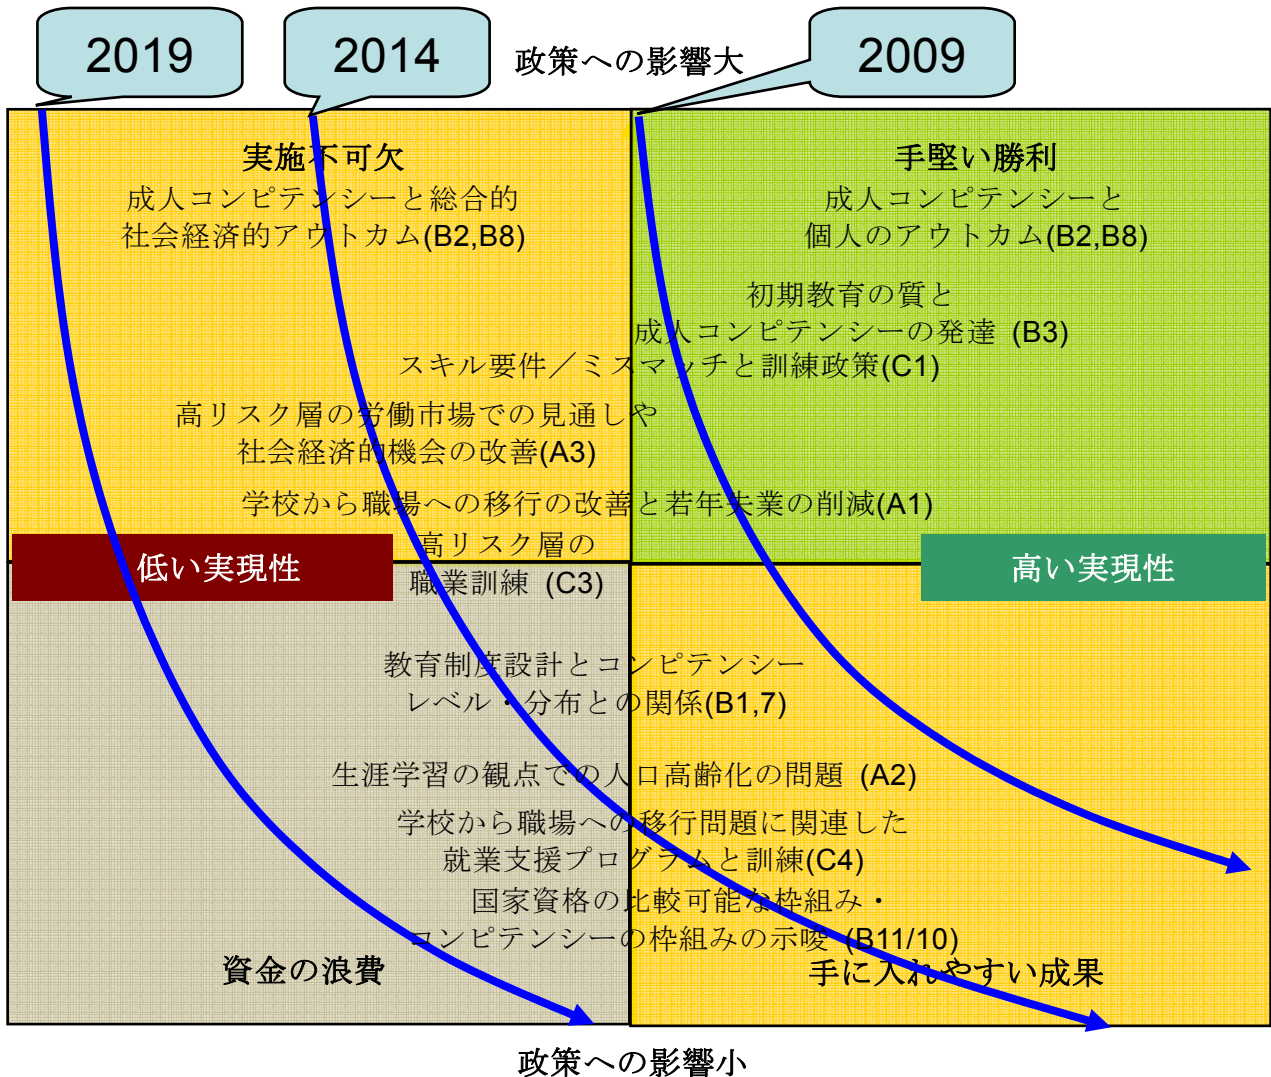 2019
2014
政策への影響大
2009
実施不可欠
成人コンピテンシーと総合的
社会経済的アウトカム(B2,B8)
手堅い勝利
成人コンピテンシーと
個人のアウトカム(B2,B8)
初期教育の質と
成人コンピテンシーの発達 (B3)
スキル要件／ミスマッチと訓練政策(C1)
高リスク層の労働市場での見通しや
社会経済的機会の改善(A3)
学校から職場への移行の改善と若年失業の削減(A1)
低い実現性
高リスク層の
職業訓練 (C3)
高い実現性
教育制度設計とコンピテンシー
レベル・分布との関係(B1,7)
生涯学習の観点での人口高齢化の問題 (A2)
学校から職場への移行問題に関連した
就業支援プログラムと訓練(C4)
国家資格の比較可能な枠組み・
コンピテンシーの枠組みの示唆 (B11/10)
資金の浪費
手に入れやすい成果
政策への影響小